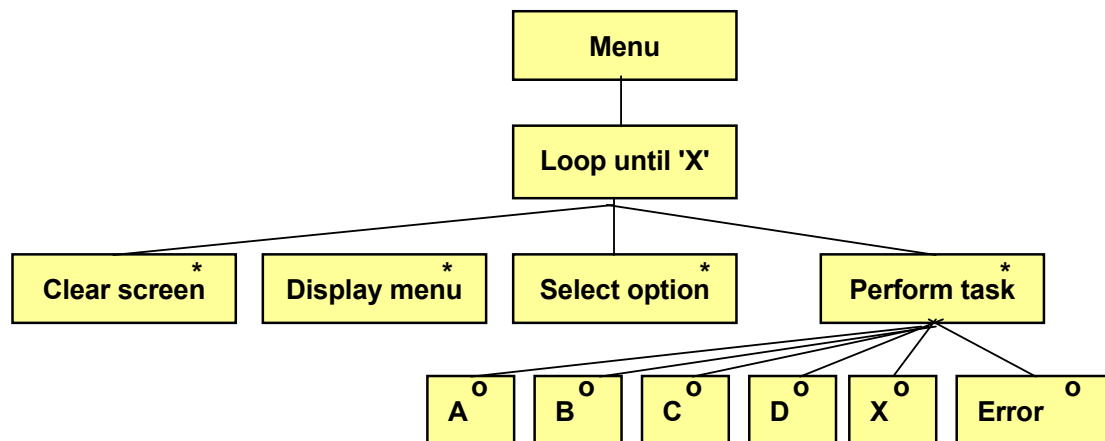 Menu
Loop until 'X'
Clear screen *
Display menu *
Select option *
Perform task *
A o
B o
C o
D o
X o
Error o